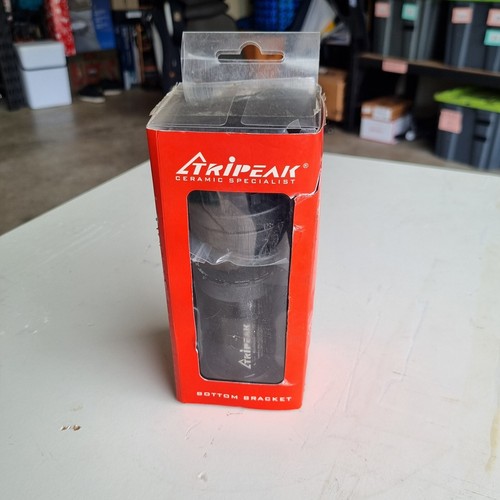 TRIPEAK®
CERAMIC SPECIALIST
TRIPEAK
BOTTOM BRACKET